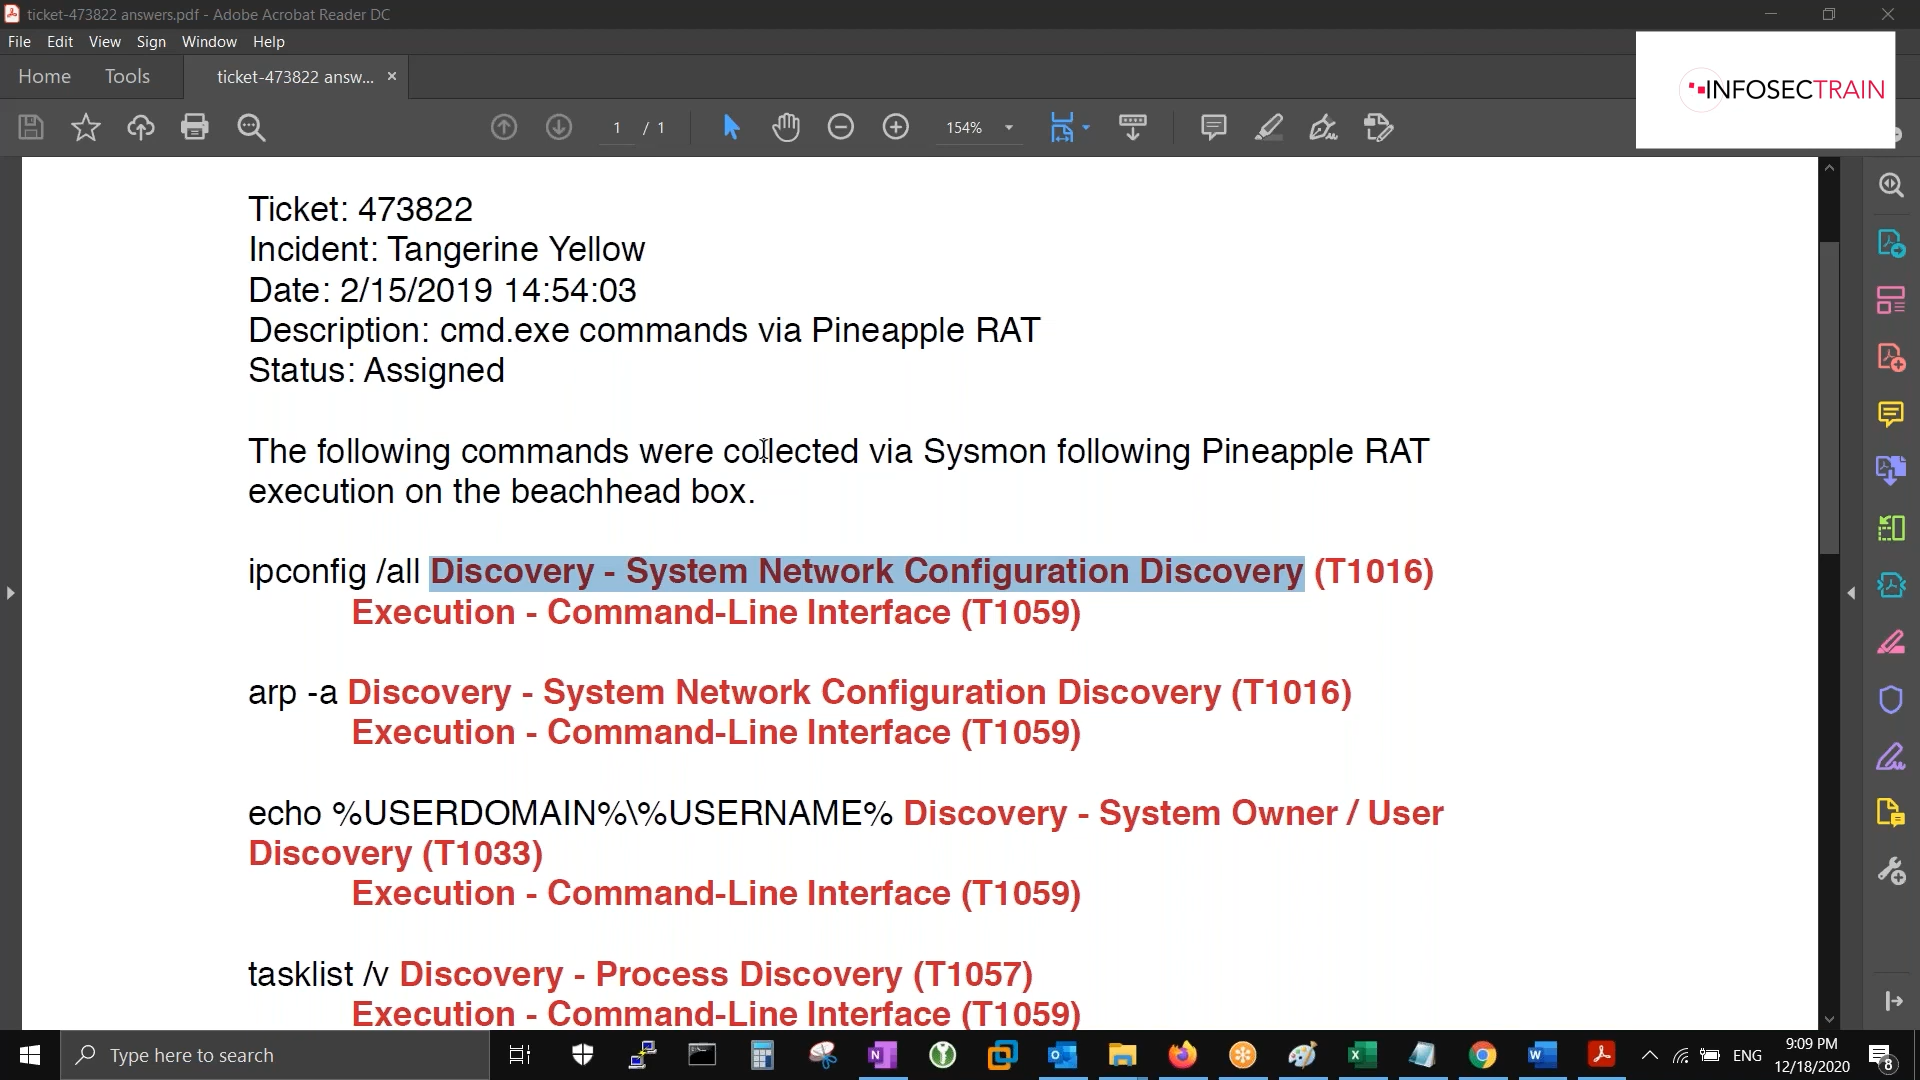 ticket-473822 answers.pdf - Adobe Acrobat Reader DC
File Edit View Sign Window Help
Home Tools ticket-473822 answ... ×
INFOSECTRAIN
1 / 1 154%
Ticket: 473822
Incident: Tangerine Yellow
Date: 2/15/2019 14:54:03
Description: cmd.exe commands via Pineapple RAT
Status: Assigned
The following commands were collected via Sysmon following Pineapple RAT
execution on the beachhead box.
ipconfig /all Discovery - System Network Configuration Discovery (T1016)
Execution - Command-Line Interface (T1059)
arp -a Discovery - System Network Configuration Discovery (T1016)
Execution - Command-Line Interface (T1059)
echo %USERDOMAIN%\%USERNAME% Discovery - System Owner / User
Discovery (T1033)
Execution - Command-Line Interface (T1059)
tasklist /v Discovery - Process Discovery (T1057)
Execution - Command-Line Interface (T1059)
Type here to search
ENG
9:09 PM
12/18/2020
8